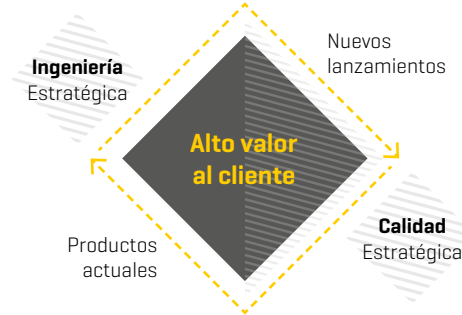 Nuevos
lanzamientos
Ingeniería
Estratégica
Alto valor
al cliente
Productos
actuales
Calidad
Estratégica